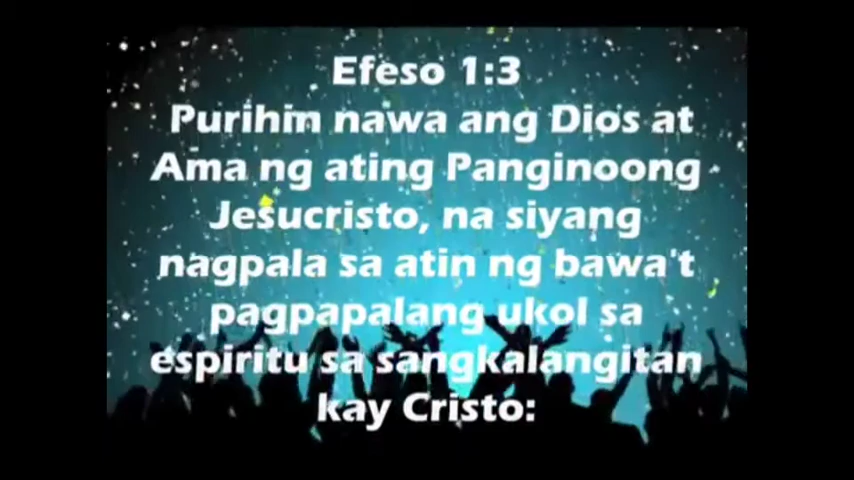 Efeso 1:3
Purihin nawa ang Dios at
Ama ng ating Panginoong
Jesucristo, na siyang
nagpala sa atin ng bawa't
pagpapalang ukol sa
espiritu sa sangkalangitan
kay Cristo: